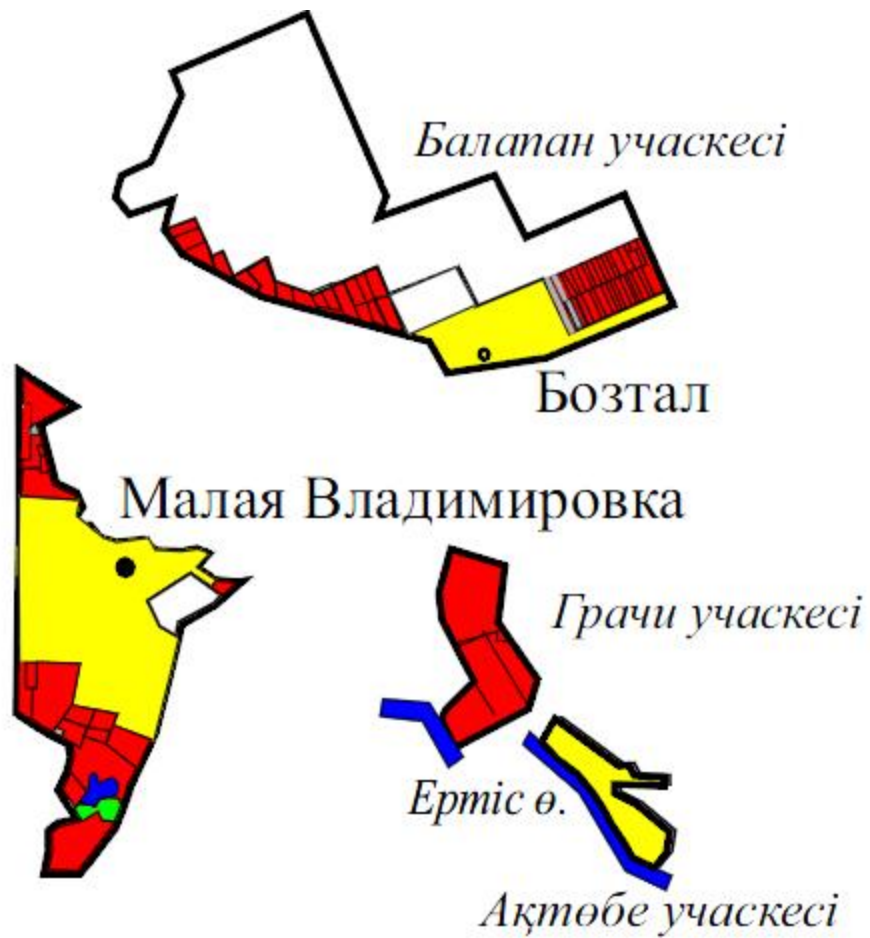 Балапан учаскесі
Бозтал
Малая Владимировка
Грачи учаскесі
Ертіс ө.
Ақтөбе учаскесі